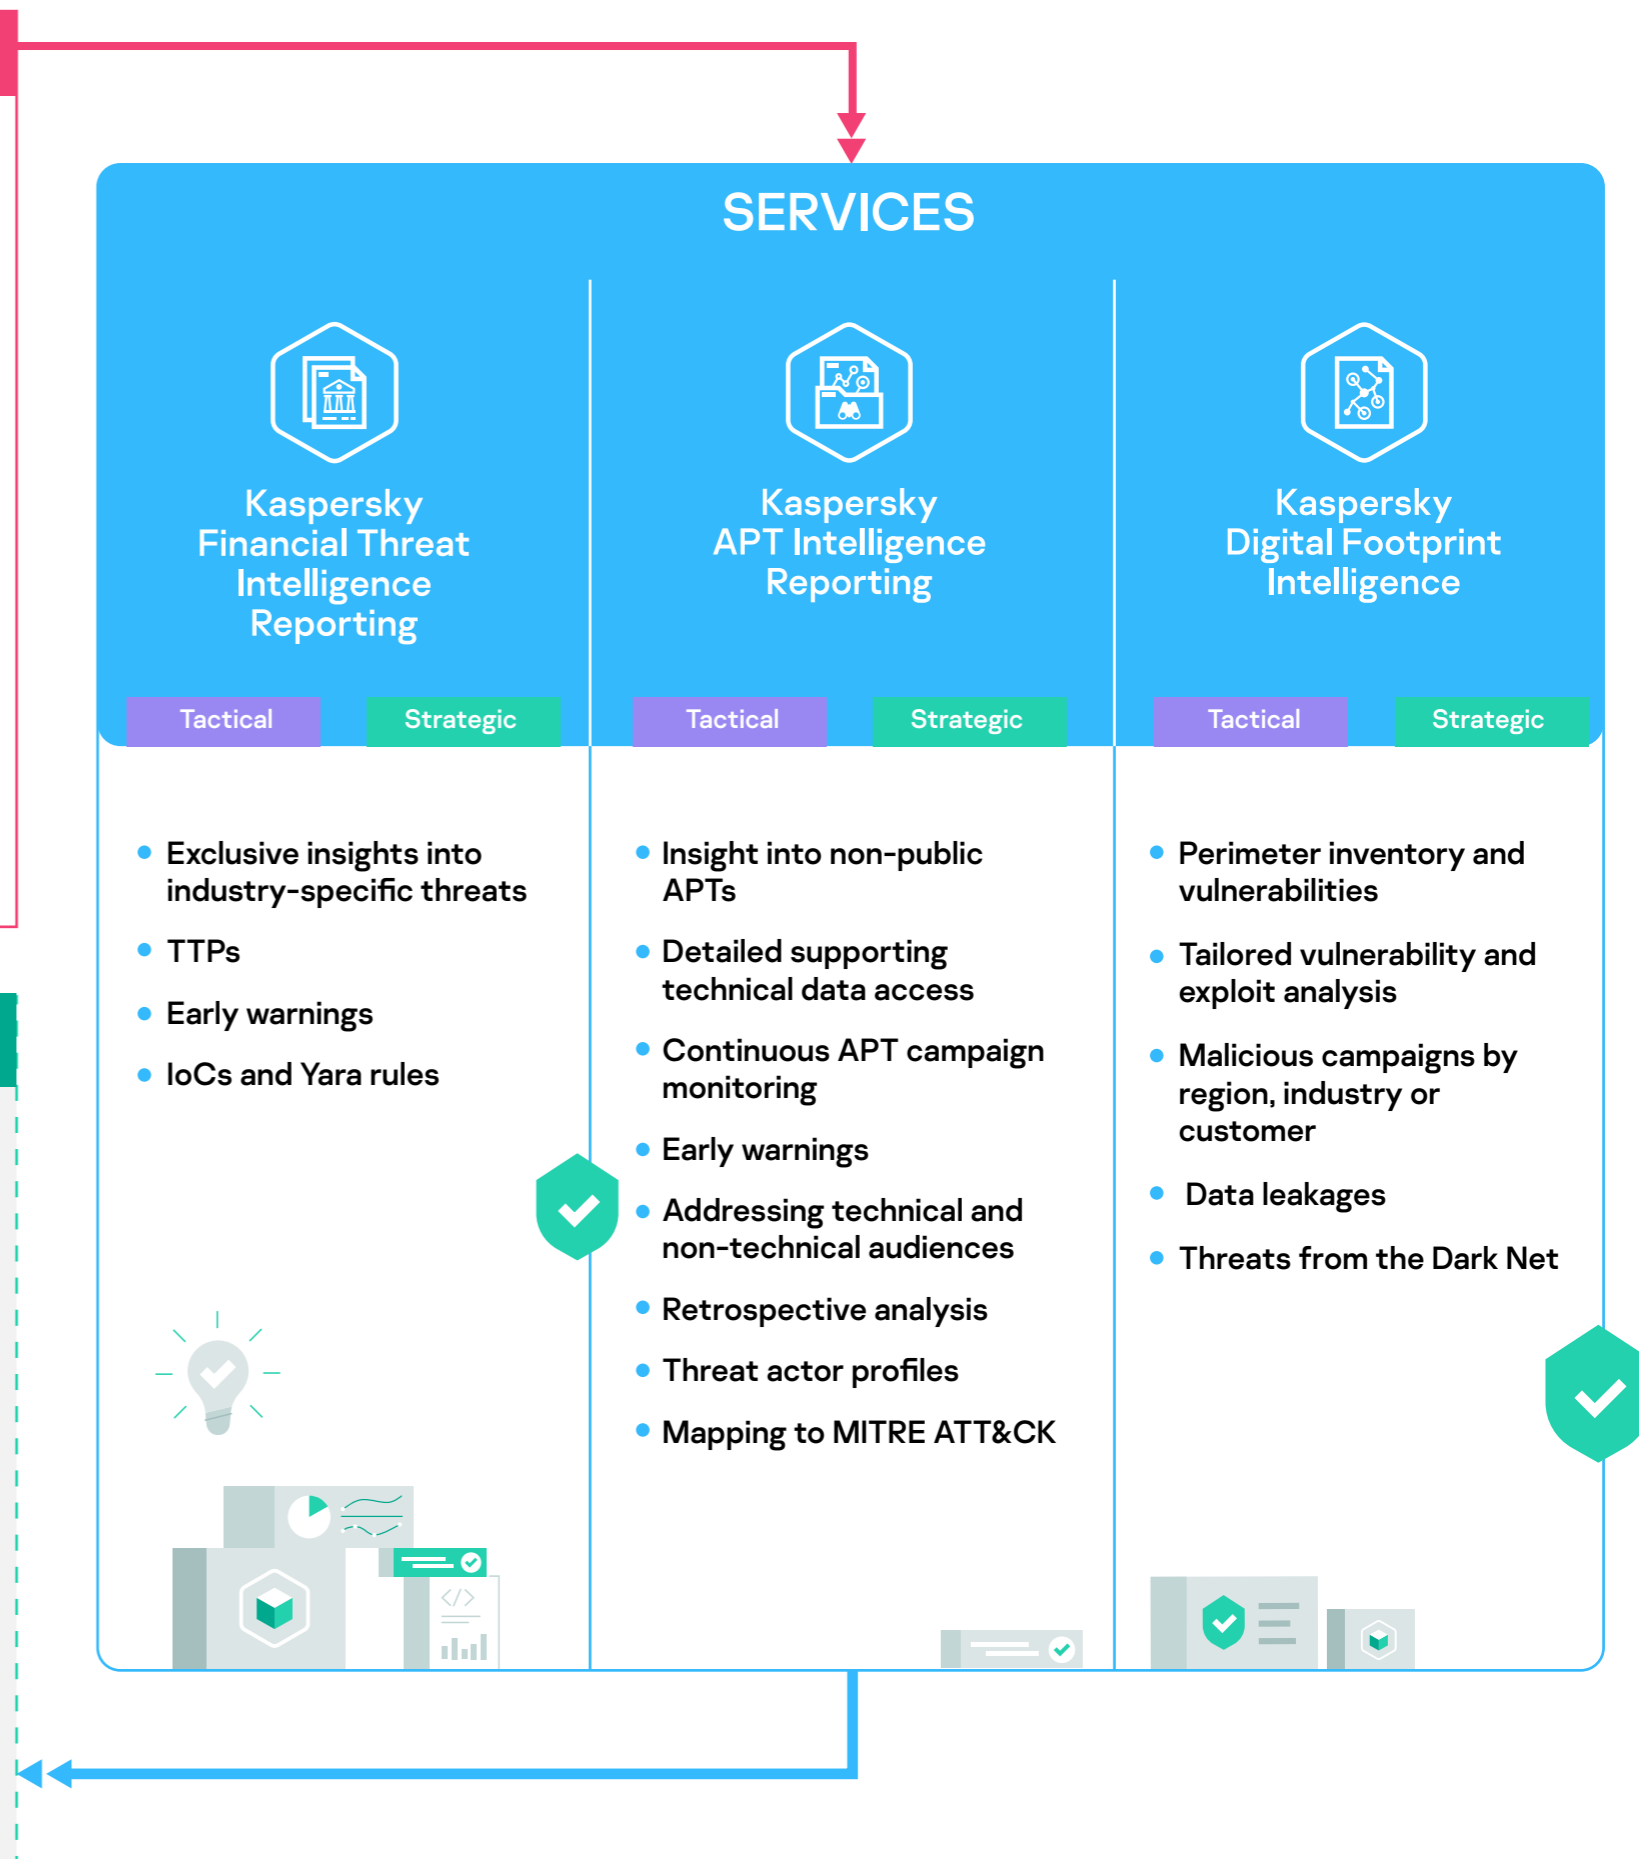 SERVICES
Kaspersky
Financial Threat
Intelligence
Reporting
Tactical
Strategic
Exclusive insights into
industry-specific threats
TTPs
Early warnings
IoCs and Yara rules
Kaspersky
APT Intelligence
Reporting
Tactical
Strategic
Insight into non-public
APTs
Detailed supporting
technical data access
Continuous APT campaign
monitoring
Early warnings
Addressing technical and
non-technical audiences
Retrospective analysis
Threat actor profiles
Mapping to MITRE ATT&CK
Kaspersky
Digital Footprint
Intelligence
Tactical
Strategic
Perimeter inventory and
vulnerabilities
Tailored vulnerability and
exploit analysis
Malicious campaigns by
region, industry or
customer
Data leakages
Threats from the Dark Net